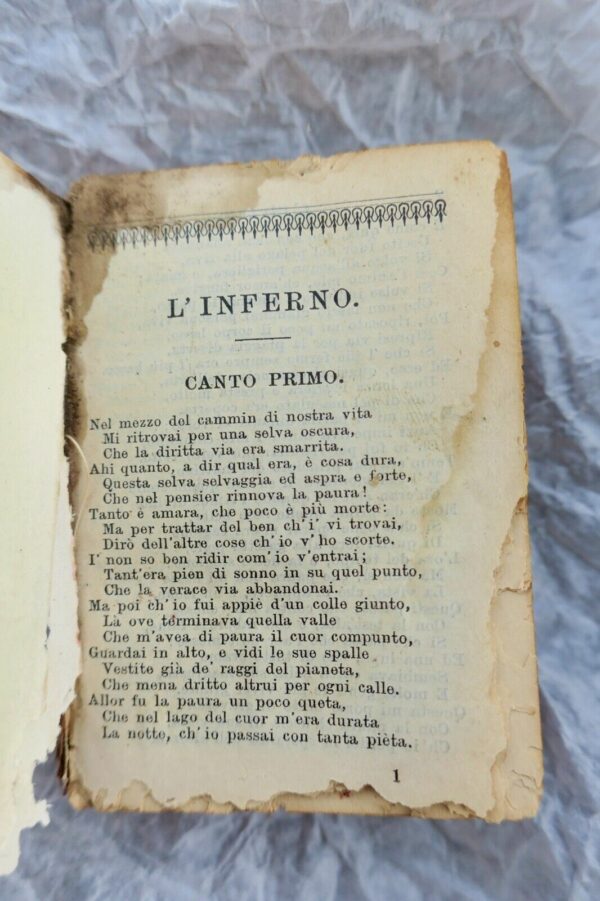 L'INFERNO.
CANTO PRIMO.
Nel mezzo del cammin di nostra vita
Mi ritrovai per una selva oscura,
Che la diritta via era smarrita.
Ahi quanto, a dir qual era, è cosa dura,
Questa selva selvaggia ed aspra e forte,
Che nel pensier rinnova la paura!
Tanto è amara, che poco è più morte:
Ma per trattar del ben ch'i' vi trovai,
Dirò dell'altre cose ch'io v'ho scorte.
I' non so ben ridir com'io v'entrai;
Tant'era pien di sonno in su quel punto,
Che la verace via abbandonai.
Ma poi ch'io fui appiè d'un colle giunto,
Là ove terminava quella valle
Che m'avea di paura il cuor compunto,
Guardai in alto, e vidi le sue spalle
Vestite già de' raggi del pianeta,
Che mena dritto altrui per ogni calle.
Allor fu la paura un poco queta,
Che nel lago del cuor m'era durata
La notte, ch'io passai con tanta pièta.
1